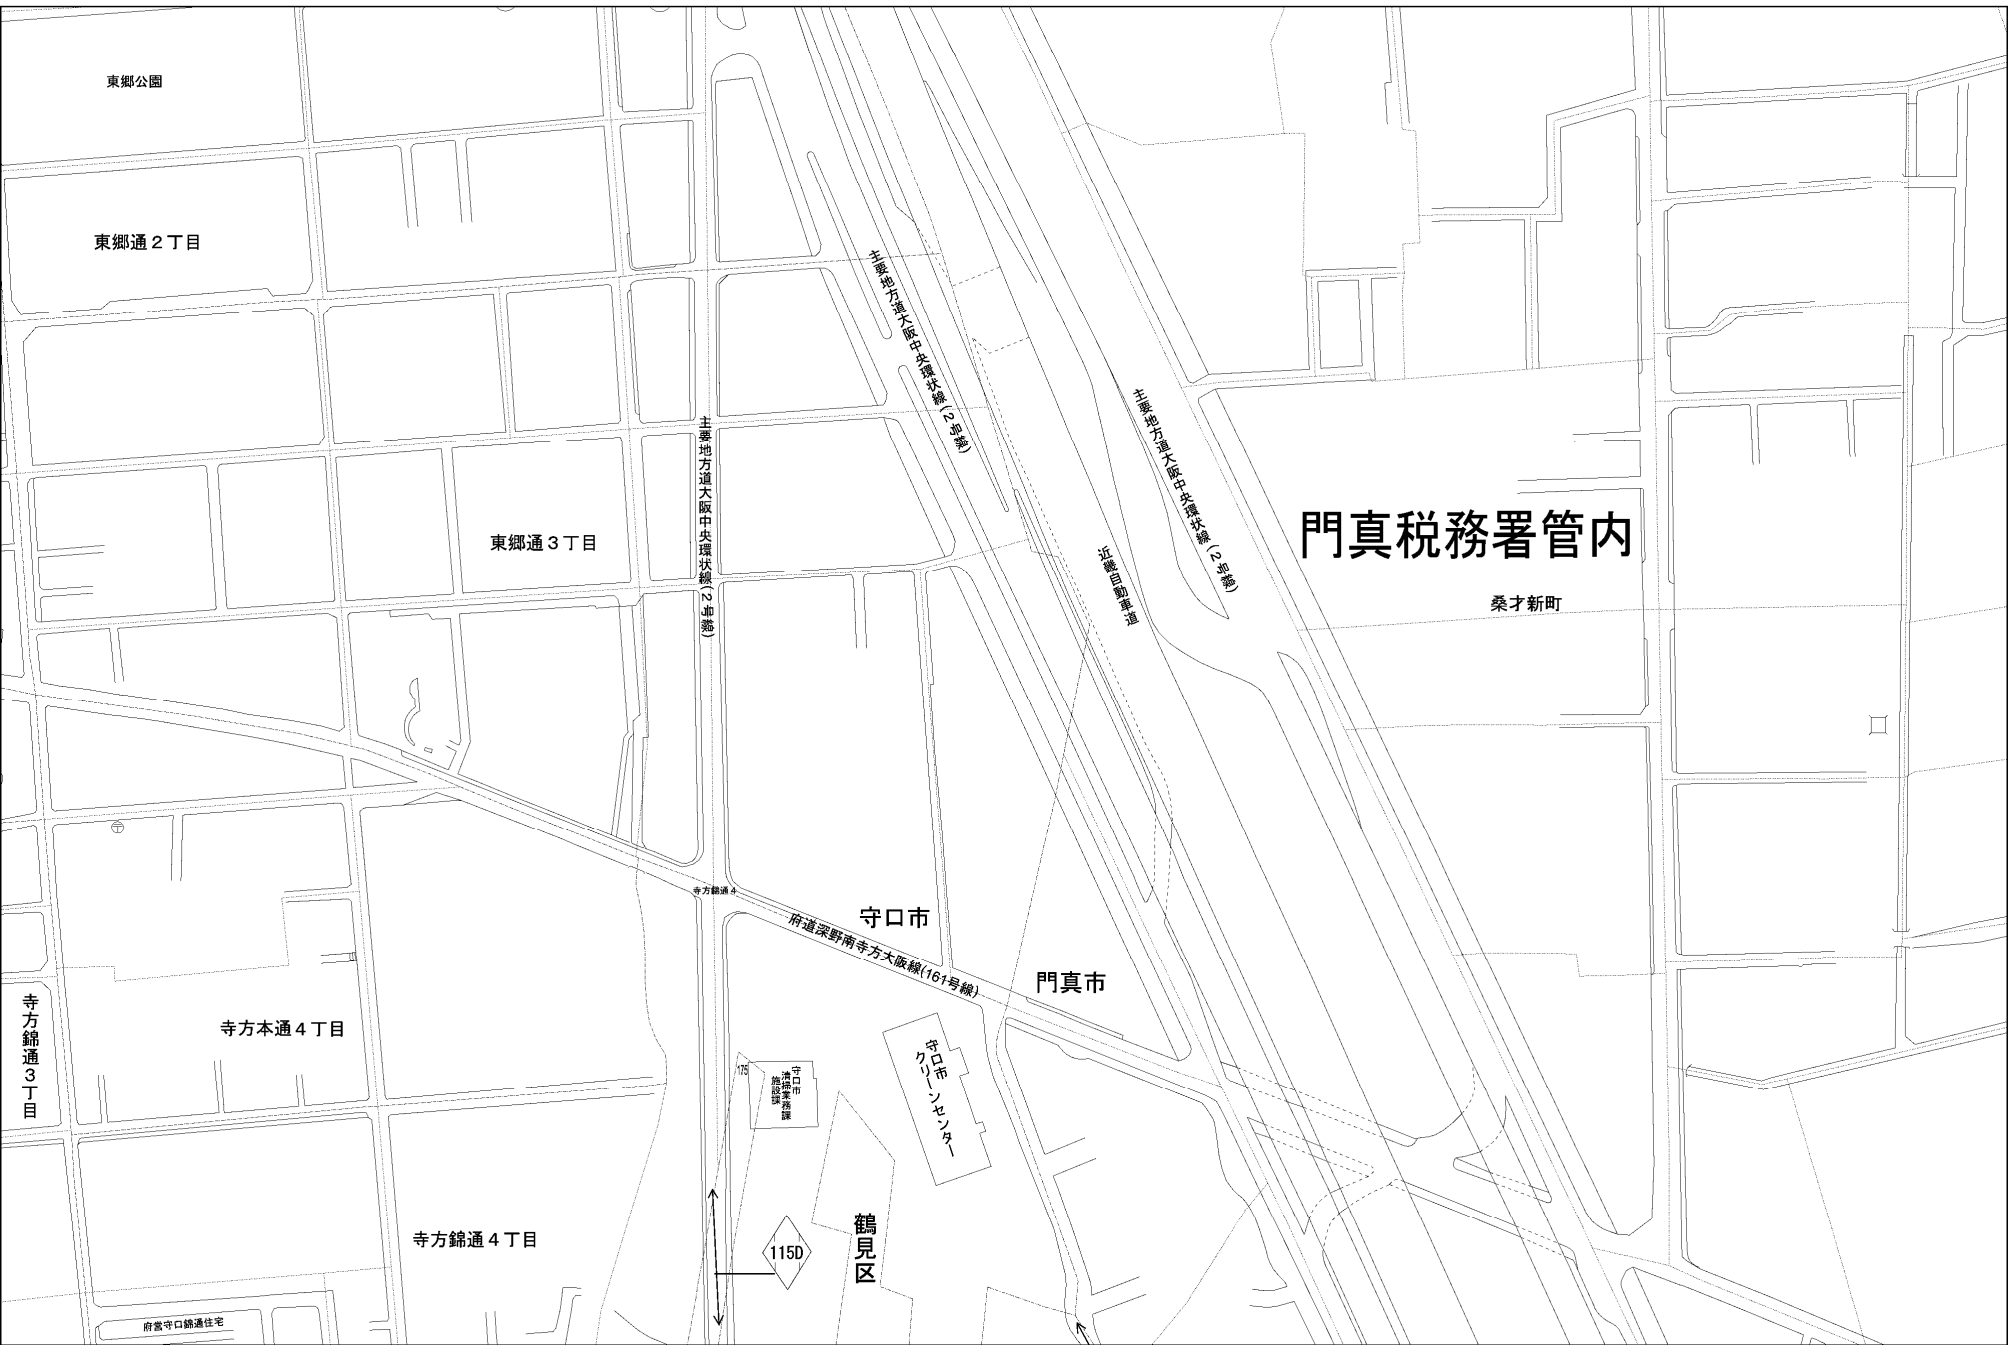 東郷公園
東郷通２丁目
主要地方道大阪中央環状線(２号線)
主要地方道大阪中央環状線(２号線)
主要地方道大阪中央環状線(２号線)
門真税務署管内
東郷通３丁目
近畿自動車道
桑才新町
寺方錦通４
守口市
府道深野南寺方大阪線(161号線)
門真市
寺方錦通３丁目
寺方本通４丁目
守口市
クリーンセンター
175
守口市
清掃業務課
施設課
鶴見区
寺方錦通４丁目
115D
府営守口錦通住宅